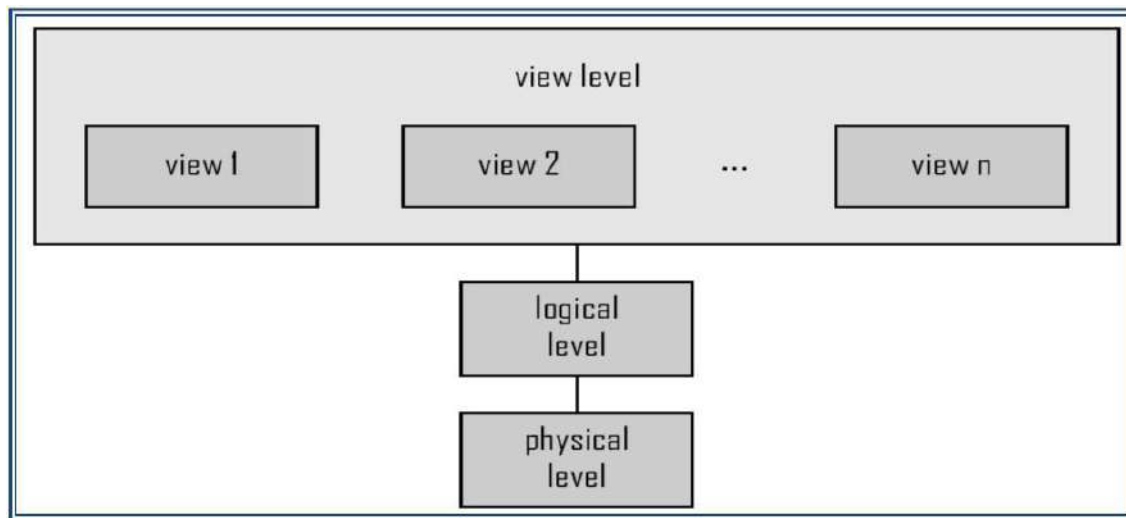 view level
view 1
view 2
...
view n
logical
level
physical
level